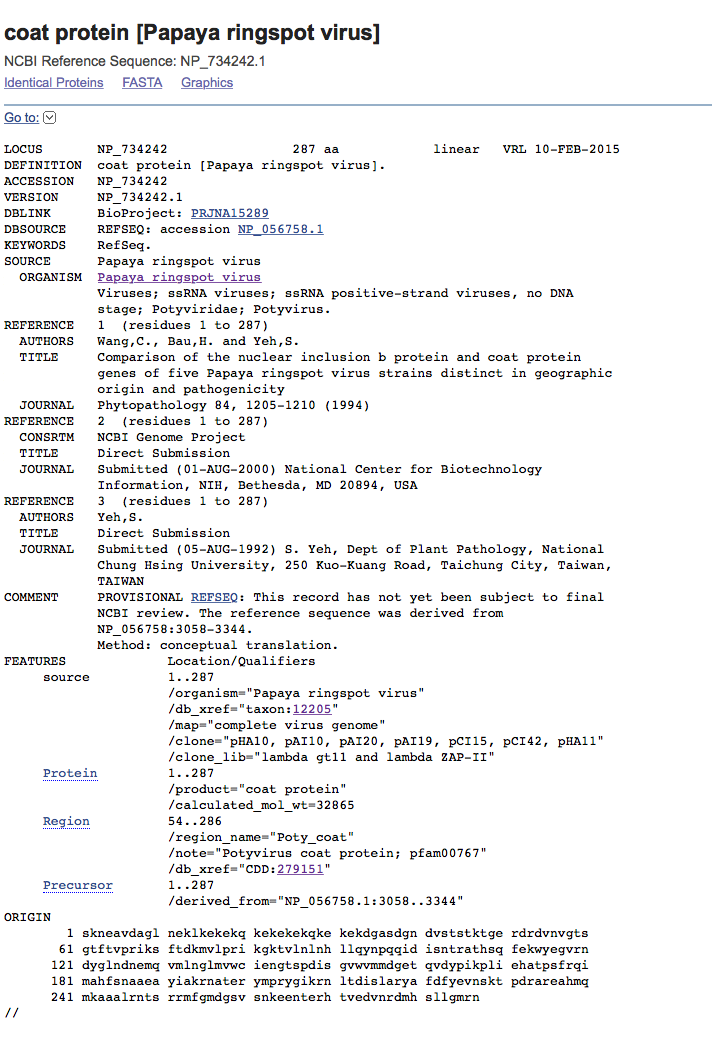 coat protein [Papaya ringspot virus]
NCBI Reference Sequence: NP_734242.1
Identical Proteins FASTA Graphics
Go to:
LOCUS NP_734242 287 aa linear VRL 10-FEB-2015
DEFINITION coat protein [Papaya ringspot virus].
ACCESSION NP_734242
VERSION NP_734242.1
DBLINK BioProject: PRJNA15289
DBSOURCE REFSEQ: accession NP_056758.1
KEYWORDS RefSeq.
SOURCE Papaya ringspot virus
ORGANISM Papaya ringspot virus
Viruses; ssRNA viruses; ssRNA positive-strand viruses, no DNA
stage; Potyviridae; Potyvirus.
REFERENCE 1 (residues 1 to 287)
AUTHORS Wang,C., Bau,H. and Yeh,S.
TITLE Comparison of the nuclear inclusion b protein and coat protein
genes of five Papaya ringspot virus strains distinct in geographic
origin and pathogenicity
JOURNAL Phytopathology 84, 1205-1210 (1994)
REFERENCE 2 (residues 1 to 287)
CONSRTM NCBI Genome Project
TITLE Direct Submission
JOURNAL Submitted (01-AUG-2000) National Center for Biotechnology
Information, NIH, Bethesda, MD 20894, USA
REFERENCE 3 (residues 1 to 287)
AUTHORS Yeh,S.
TITLE Direct Submission
JOURNAL Submitted (05-AUG-1992) S. Yeh, Dept of Plant Pathology, National
Chung Hsing University, 250 Kuo-Kuang Road, Taichung City, Taiwan,
TAIWAN
COMMENT PROVISIONAL REFSEQ: This record has not yet been subject to final
NCBI review. The reference sequence was derived from
NP_056758:3058-3344.
Method: conceptual translation.
FEATURES Location/Qualifiers
source 1..287
/organism="Papaya ringspot virus"
/db_xref="taxon:12205"
/map="complete virus genome"
/clone="pHA10, pAI10, pAI20, pAI19, pCI15, pCI42, pHA11"
/clone_lib="lambda gt11 and lambda ZAP-II"
Protein 1..287
/product="coat protein"
/calculated_mol_wt=32865
Region 54..286
/region_name="Poty_coat"
/note="Potyvirus coat protein; pfam00767"
/db_xref="CDD:279151"
Precursor 1..287
/derived_from="NP_056758.1:3058..3344"
ORIGIN
1 skneavdagl neklkekekq kekekekqke kekdgasdgn dvststktge rdrdvnvgts
61 gtftvpriks ftdkmvlpri kgktvlnlnh llqynpqqid isntrathsq fekwyegvrn
121 dyglndnemq vmlnglmvwc iengtspdis gvwvmmdget qvdypikpli ehatpsfrqi
181 mahfsnaaea yiakrnater ymprygikrn ltdislarya fdfyevnskt pdrareahmq
241 mkaaalrnts rrmfgmdgsv snkeenterh tvedvnrdmh sllgmrn
//